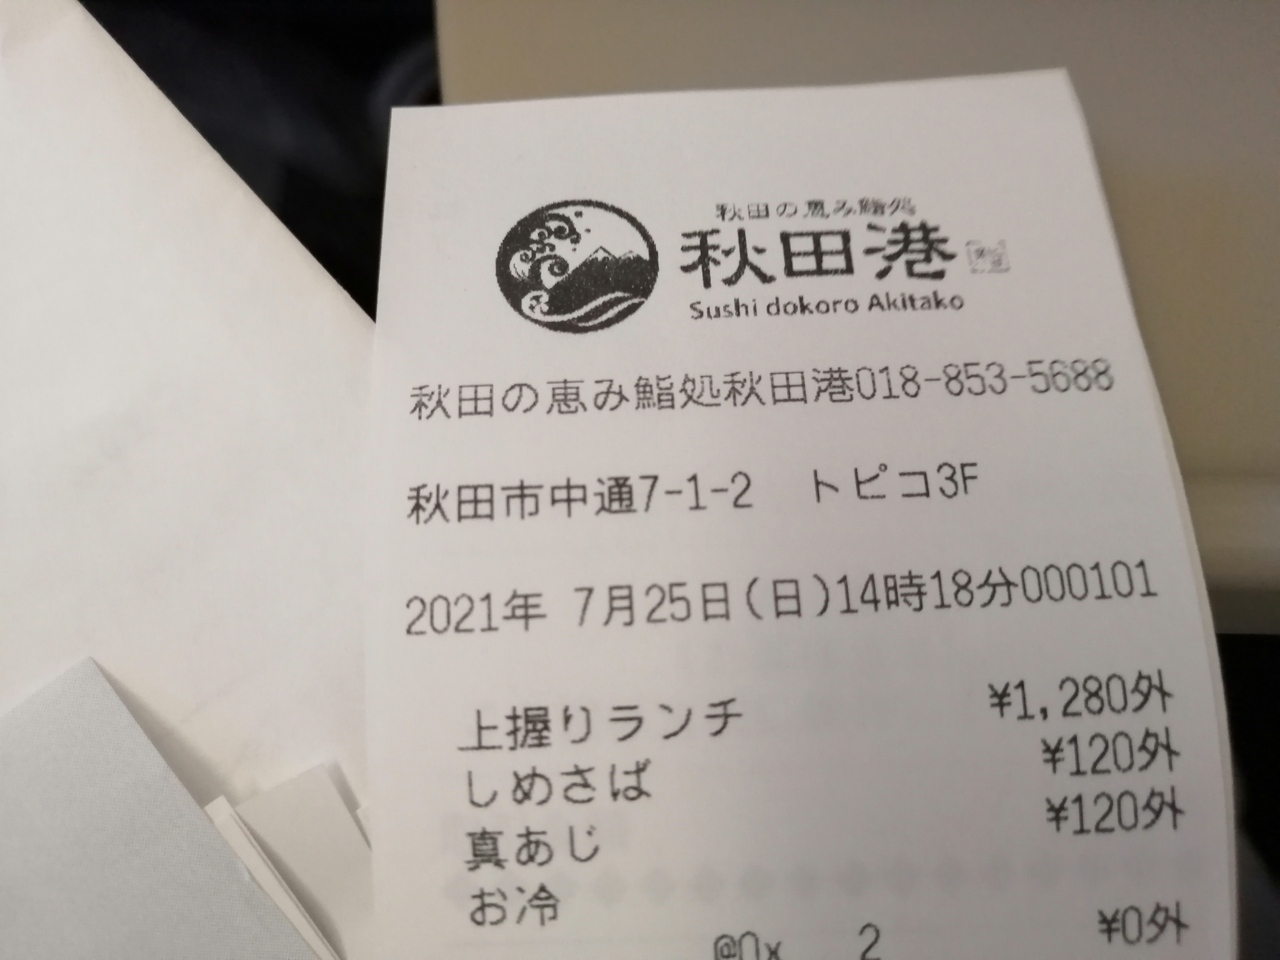 秋田の恵み鮨処
秋田港
Sushi dokoro Akitako
秋田の恵み鮨処秋田港018-853-5688
秋田市中通7-1-2 トピコ3F
2021年 7月25日(日)14時18分000101
上握りランチ ¥1,280外
しめさば ¥120外
真あじ ¥120外
お冷
@0x 2 ¥0外